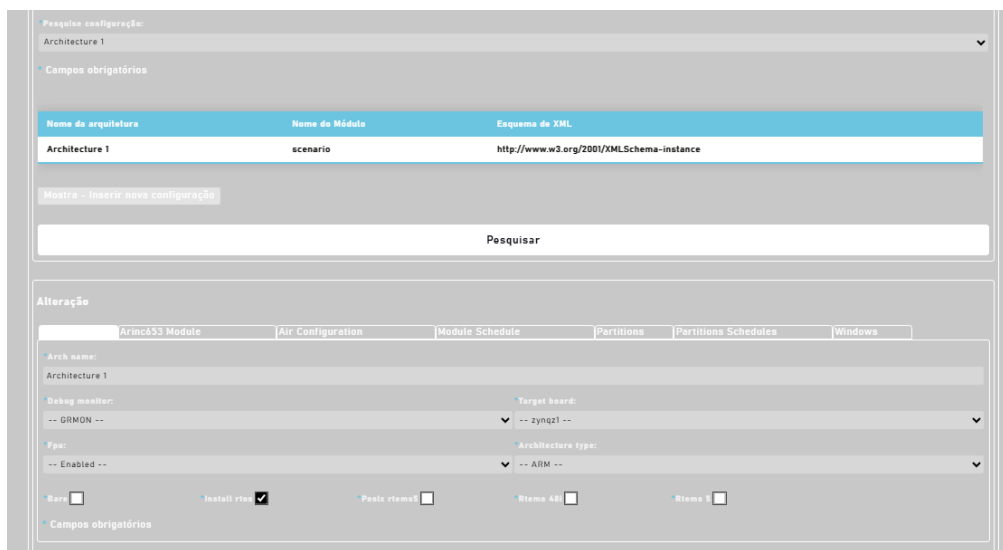 *Pesquise configuração:
Architecture 1
* Campos obrigatórios
Nome da arquitetura Nome do Módulo Esquema de XML
Architecture 1 scenario http://www.w3.org/2001/XMLSchema-instance
Mostra - Inserir nova configuração
Pesquisar
Alteração
Arinc653 Module Air Configuration Module Schedule Partitions Partitions Schedules Windows
*Arch name:
Architecture 1
*Debug monitor: *Target board:
-- GRMON -- -- zynqz1 --
*Fpu: *Architecture type:
-- Enabled -- -- ARM --
*Bare *Install rtos *Posix rtems5 *Rtems 48i *Rtems 5
* Campos obrigatórios